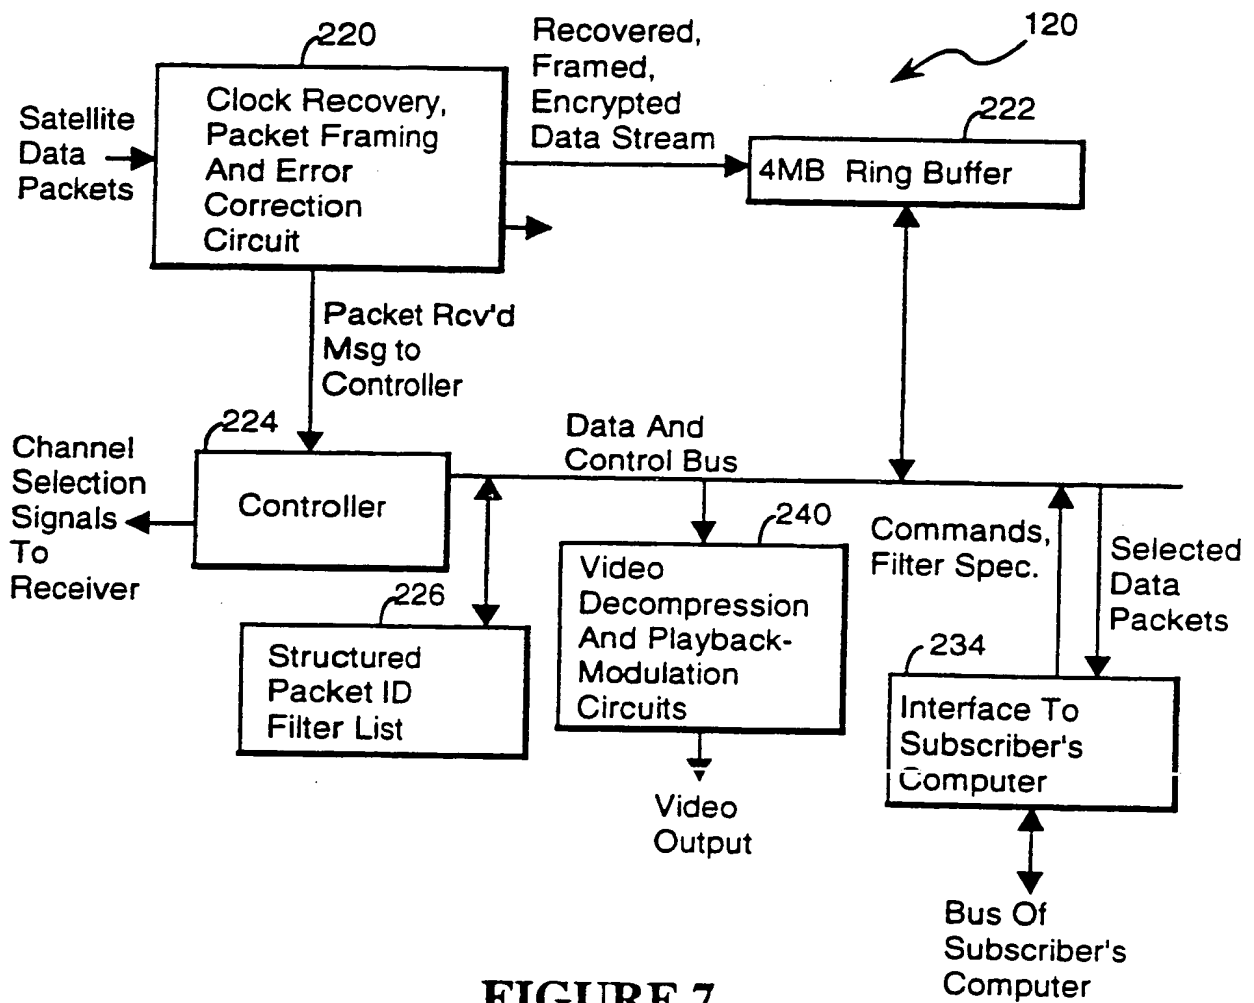 220
Recovered,
Framed,
Encrypted
Data Stream
120
Satellite
Data
Packets
Clock Recovery,
Packet Framing
And Error
Correction
Circuit
222
4MB Ring Buffer
Packet Rcv'd
Msg to
Controller
Channel
Selection
Signals
To
Receiver
224
Controller
Data And
Control Bus
226
Structured
Packet ID
Filter List
240
Video
Decompression
And Playback-
Modulation
Circuits
Video
Output
Commands,
Filter Spec.
Selected
Data
Packets
234
Interface To
Subscriber's
Computer
Bus Of
Subscriber's
Computer
FIGURE 7